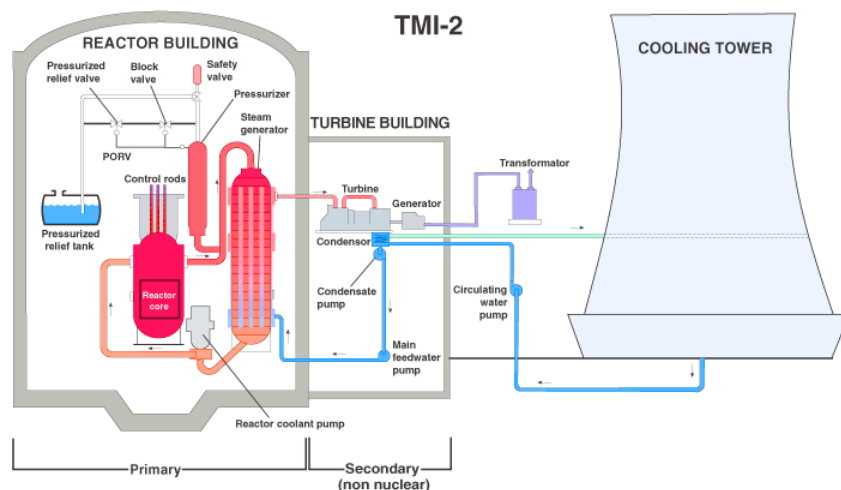 TMI-2
REACTOR BUILDING
COOLING TOWER
Pressurized
relief valve
Block
valve
Safety
valve
Pressurizer
Steam
generator
TURBINE BUILDING
PORV
Control rods
Transformator
Turbine
Generator
Pressurized
relief tank
Condensor
Reactor
core
Condensate
pump
Circulating
water
pump
Main
feedwater
pump
Reactor coolant pump
Primary
Secondary
(non nuclear)